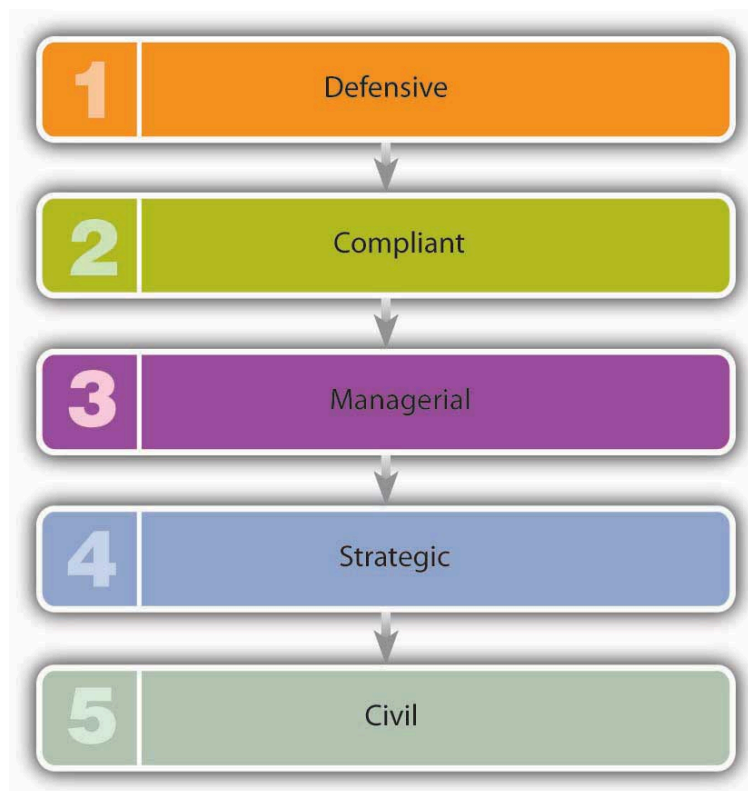 1 Defensive
2 Compliant
3 Managerial
4 Strategic
5 Civil